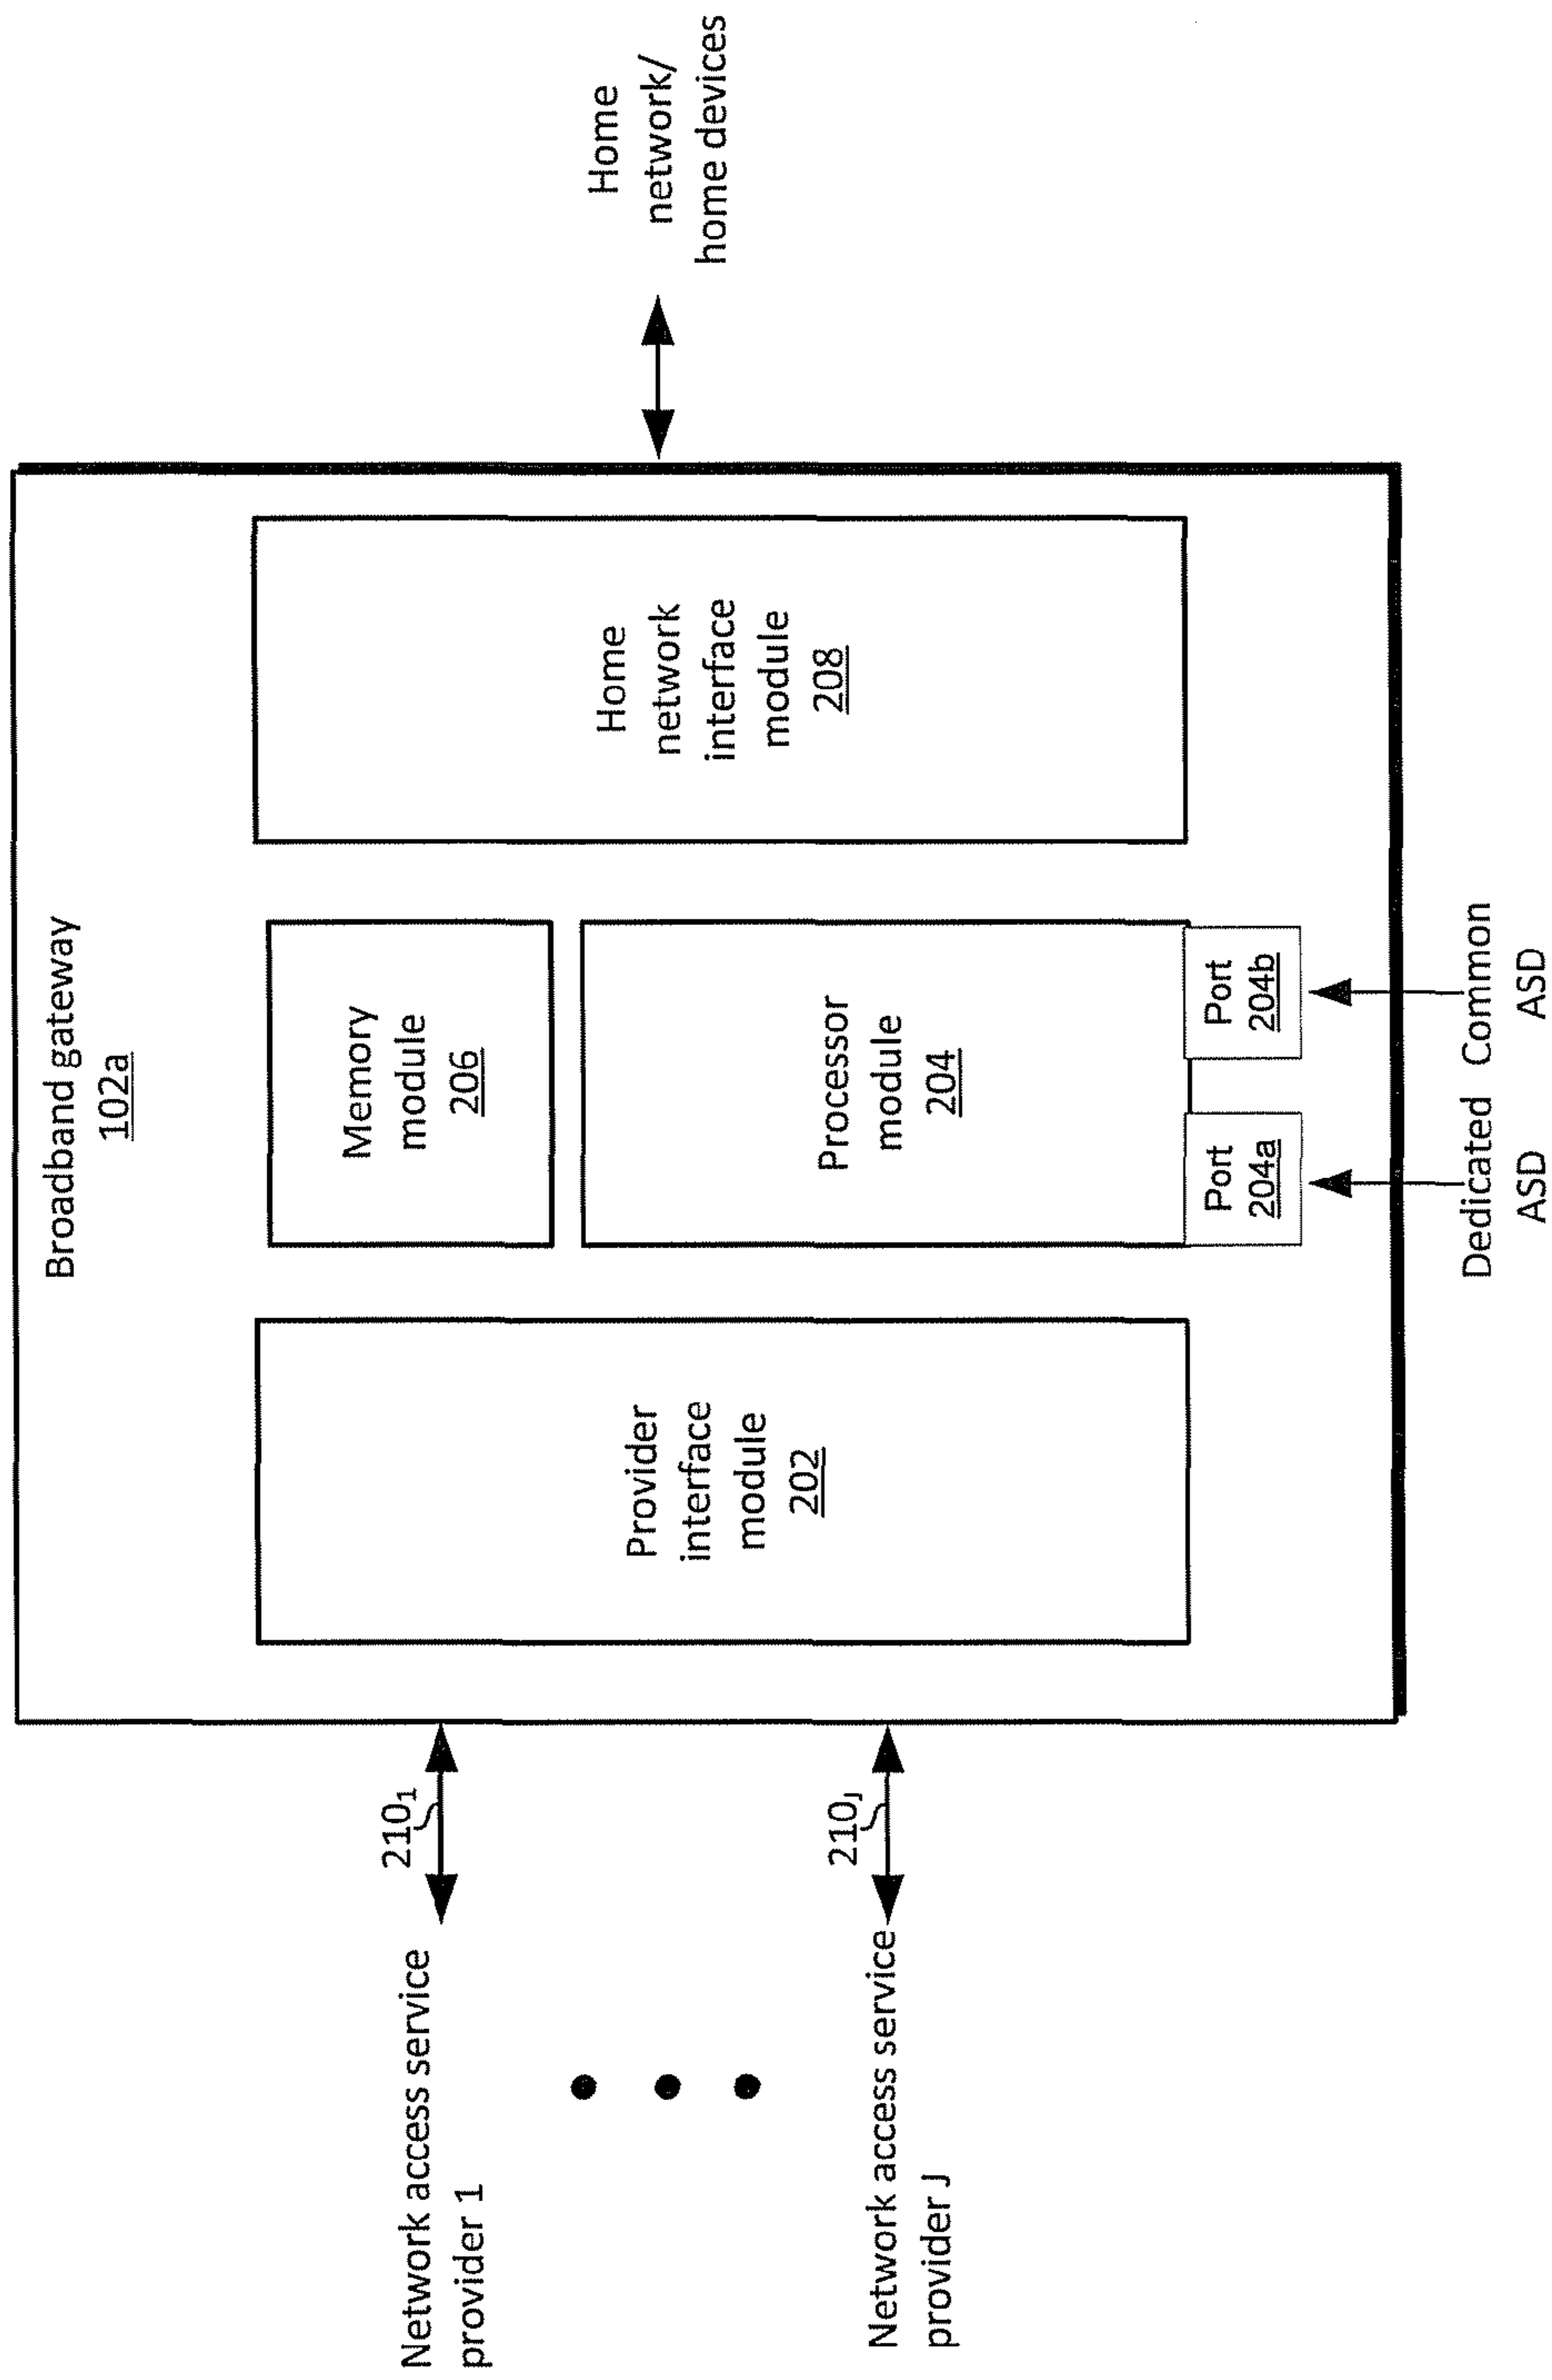 Broadband gateway
102a
Network access service
provider 1
210₁
Network access service
provider J
210J
Provider
interface
module
202
Memory
module
206
Processor
module
204
Port
204a
Port
204b
Home
network
interface
module
208
Home
network/
home devices
Dedicated
ASD
Common
ASD